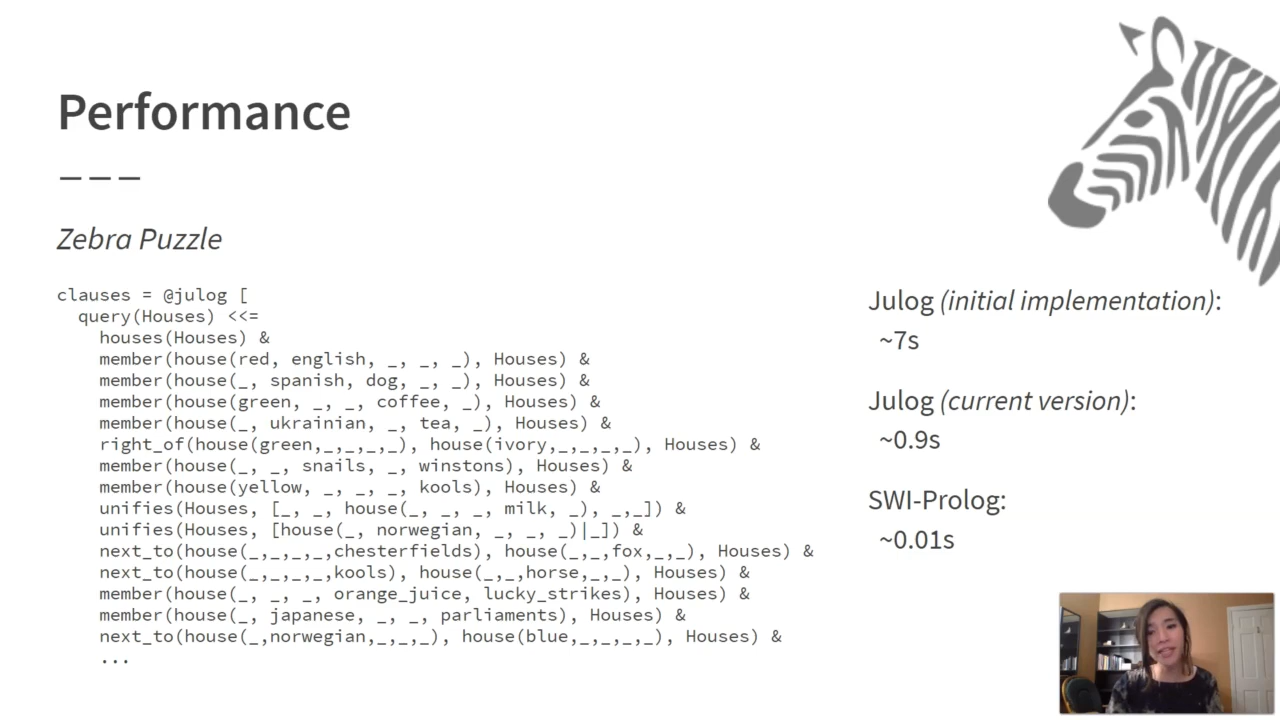 Performance
– – –
Zebra Puzzle
clauses = @julog [
  query(Houses) <<=
    houses(Houses) &
    member(house(red, english, _, _, _), Houses) &
    member(house(_, spanish, dog, _, _), Houses) &
    member(house(green, _, _, coffee, _), Houses) &
    member(house(_, ukrainian, _, tea, _), Houses) &
    right_of(house(green,_,_,_,_), house(ivory,_,_,_,_), Houses) &
    member(house(_, _, snails, _, winstons), Houses) &
    member(house(yellow, _, _, _, kools), Houses) &
    unifies(Houses, [_, _, house(_, _, _, milk, _), _,_]) &
    unifies(Houses, [house(_, norwegian, _, _, _)|_]) &
    next_to(house(_,_,_,_,chesterfields), house(_,_,fox,_,_), Houses) &
    next_to(house(_,_,_,_,kools), house(_,_,horse,_,_), Houses) &
    member(house(_, _, _, orange_juice, lucky_strikes), Houses) &
    member(house(_, japanese, _, _, parliaments), Houses) &
    next_to(house(_,norwegian,_,_,_), house(blue,_,_,_,_), Houses) &
    ...
Julog (initial implementation):
~7s
Julog (current version):
~0.9s
SWI-Prolog:
~0.01s